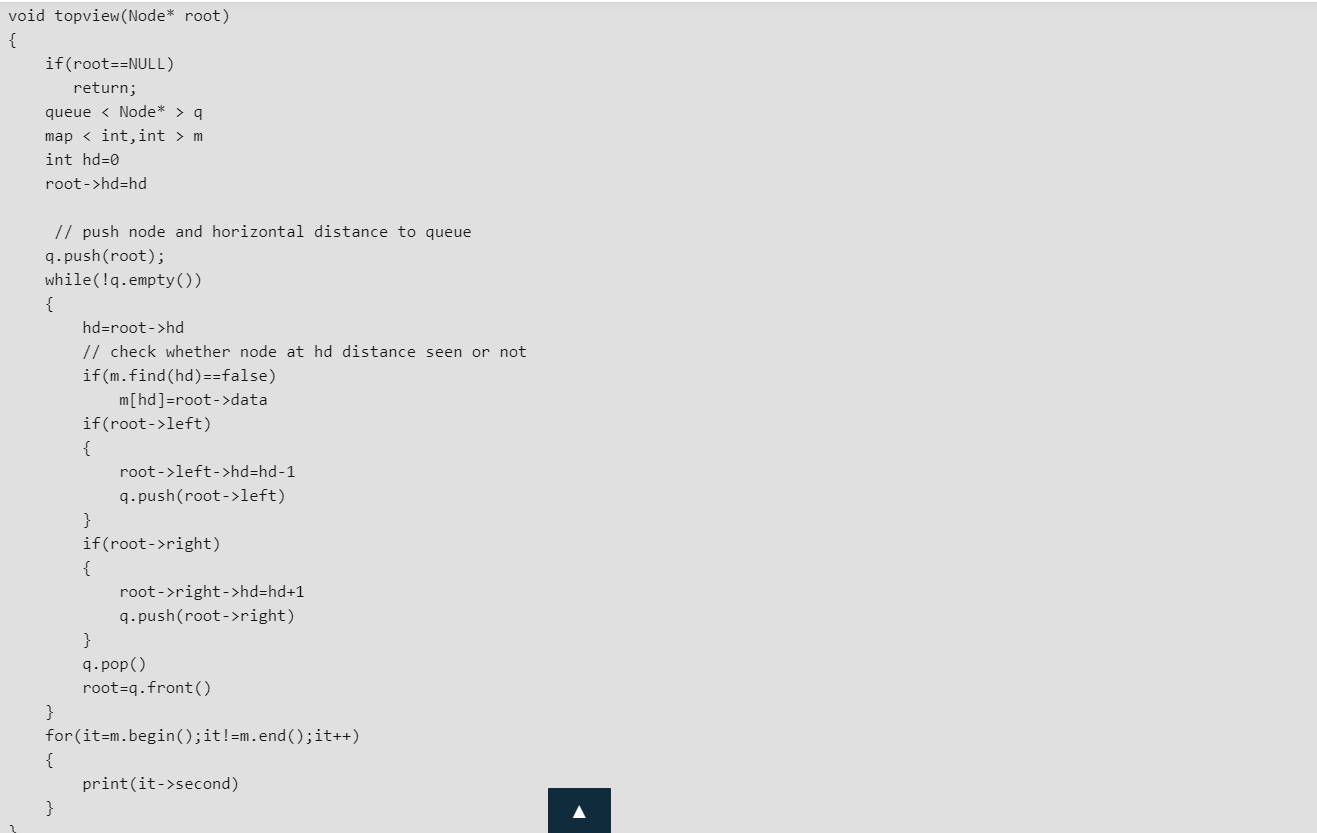 void topview(Node* root)
{
    if(root==NULL)
       return;
    queue < Node* > q
    map < int,int > m
    int hd=0
    root->hd=hd

     // push node and horizontal distance to queue
    q.push(root);
    while(!q.empty())
    {
        hd=root->hd
        // check whether node at hd distance seen or not
        if(m.find(hd)==false)
            m[hd]=root->data
        if(root->left)
        {
            root->left->hd=hd-1
            q.push(root->left)
        }
        if(root->right)
        {
            root->right->hd=hd+1
            q.push(root->right)
        }
        q.pop()
        root=q.front()
    }
    for(it=m.begin();it!=m.end();it++)
    {
        print(it->second)
    }
}